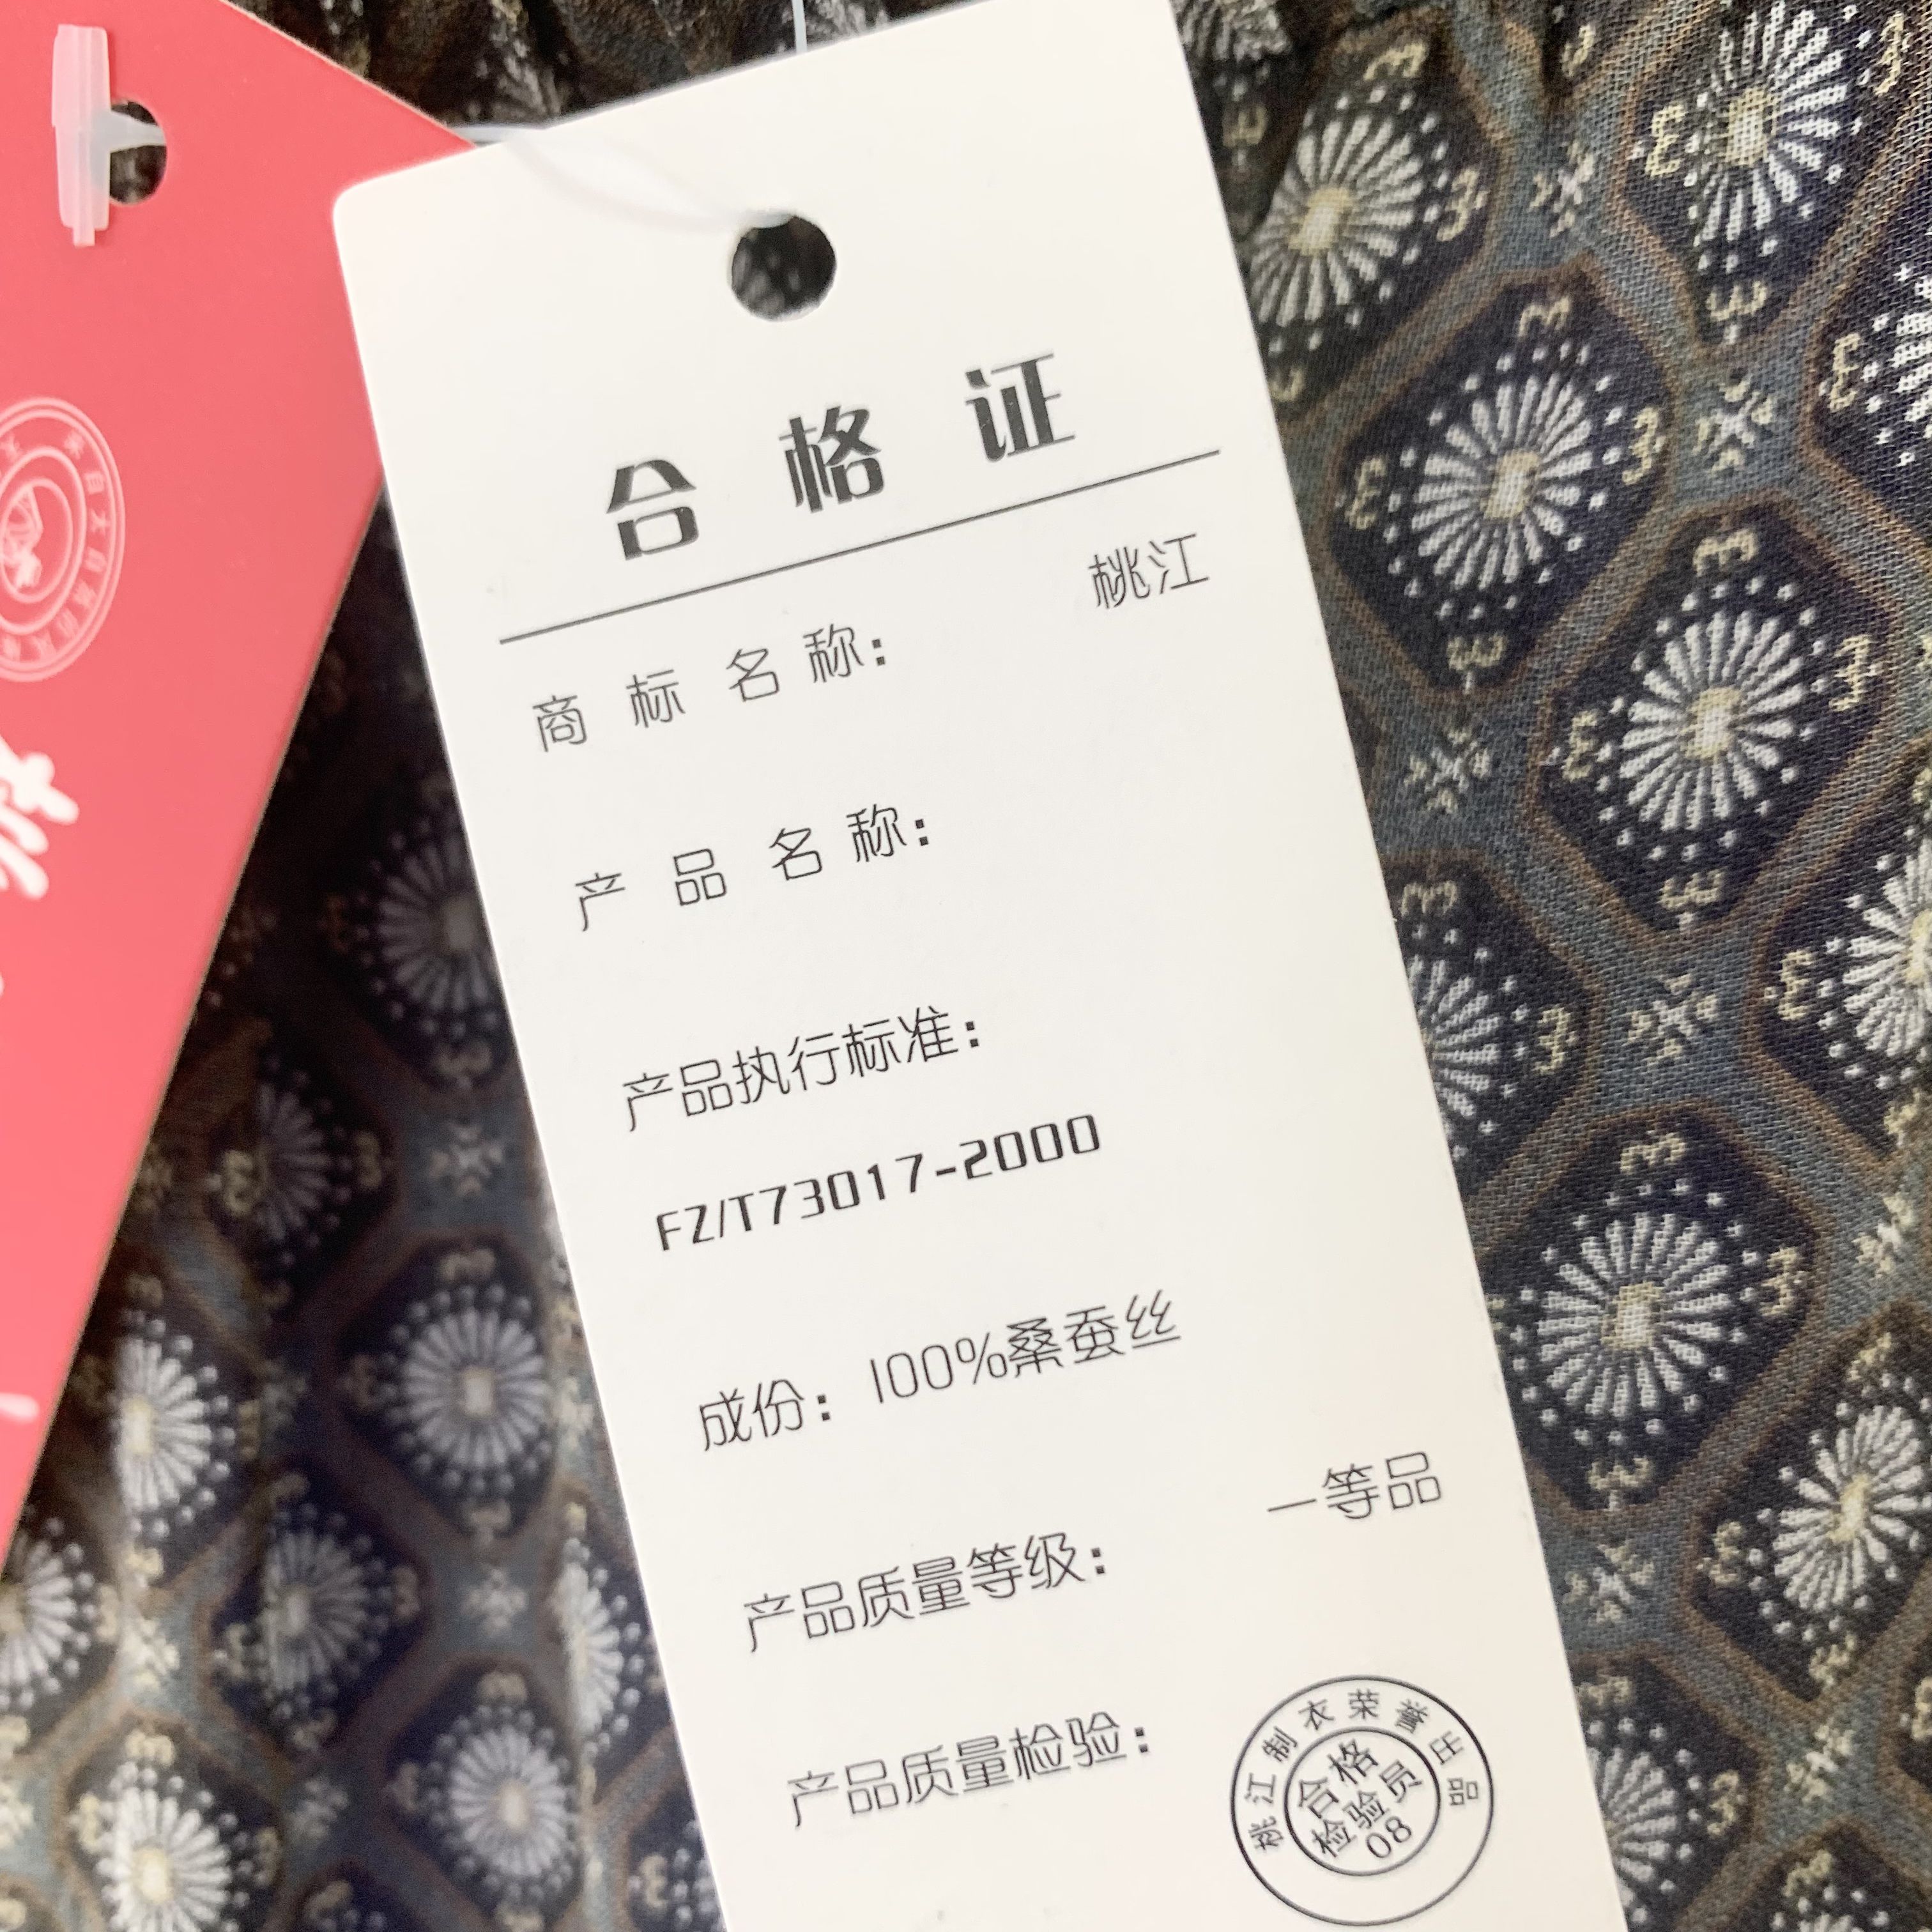 合格证
商标名称： 桃江
产品名称：
产品执行标准：
FZ/T73017-2000
成份：100%桑蚕丝
产品质量等级： 一等品
产品质量检验：
桃江制衣荣誉出品
合格
检验员
08